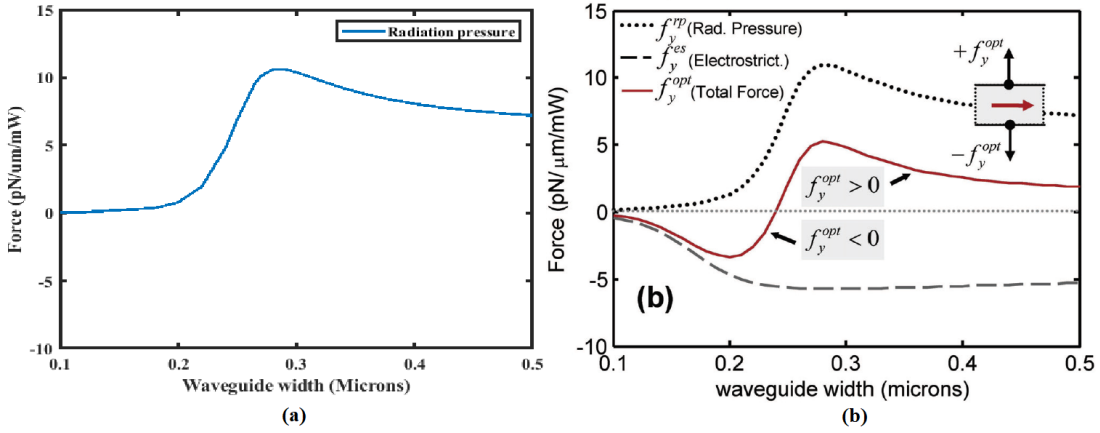 15
10
5
0
-5
-10
0.1
0.2
0.3
0.4
0.5
Force (pN/um/mW)
Waveguide width (Microns)
Radiation pressure
(a)
15
10
5
0
-5
-10
0.1
0.2
0.3
0.4
0.5
Force (pN/ μm/mW)
waveguide width (microns)
f_y^{rp} (Rad. Pressure)
f_y^{es} (Electrostrict.)
f_y^{opt} (Total Force)
+f_y^{opt}
-f_y^{opt}
f_y^{opt} > 0
f_y^{opt} < 0
(b)
(b)